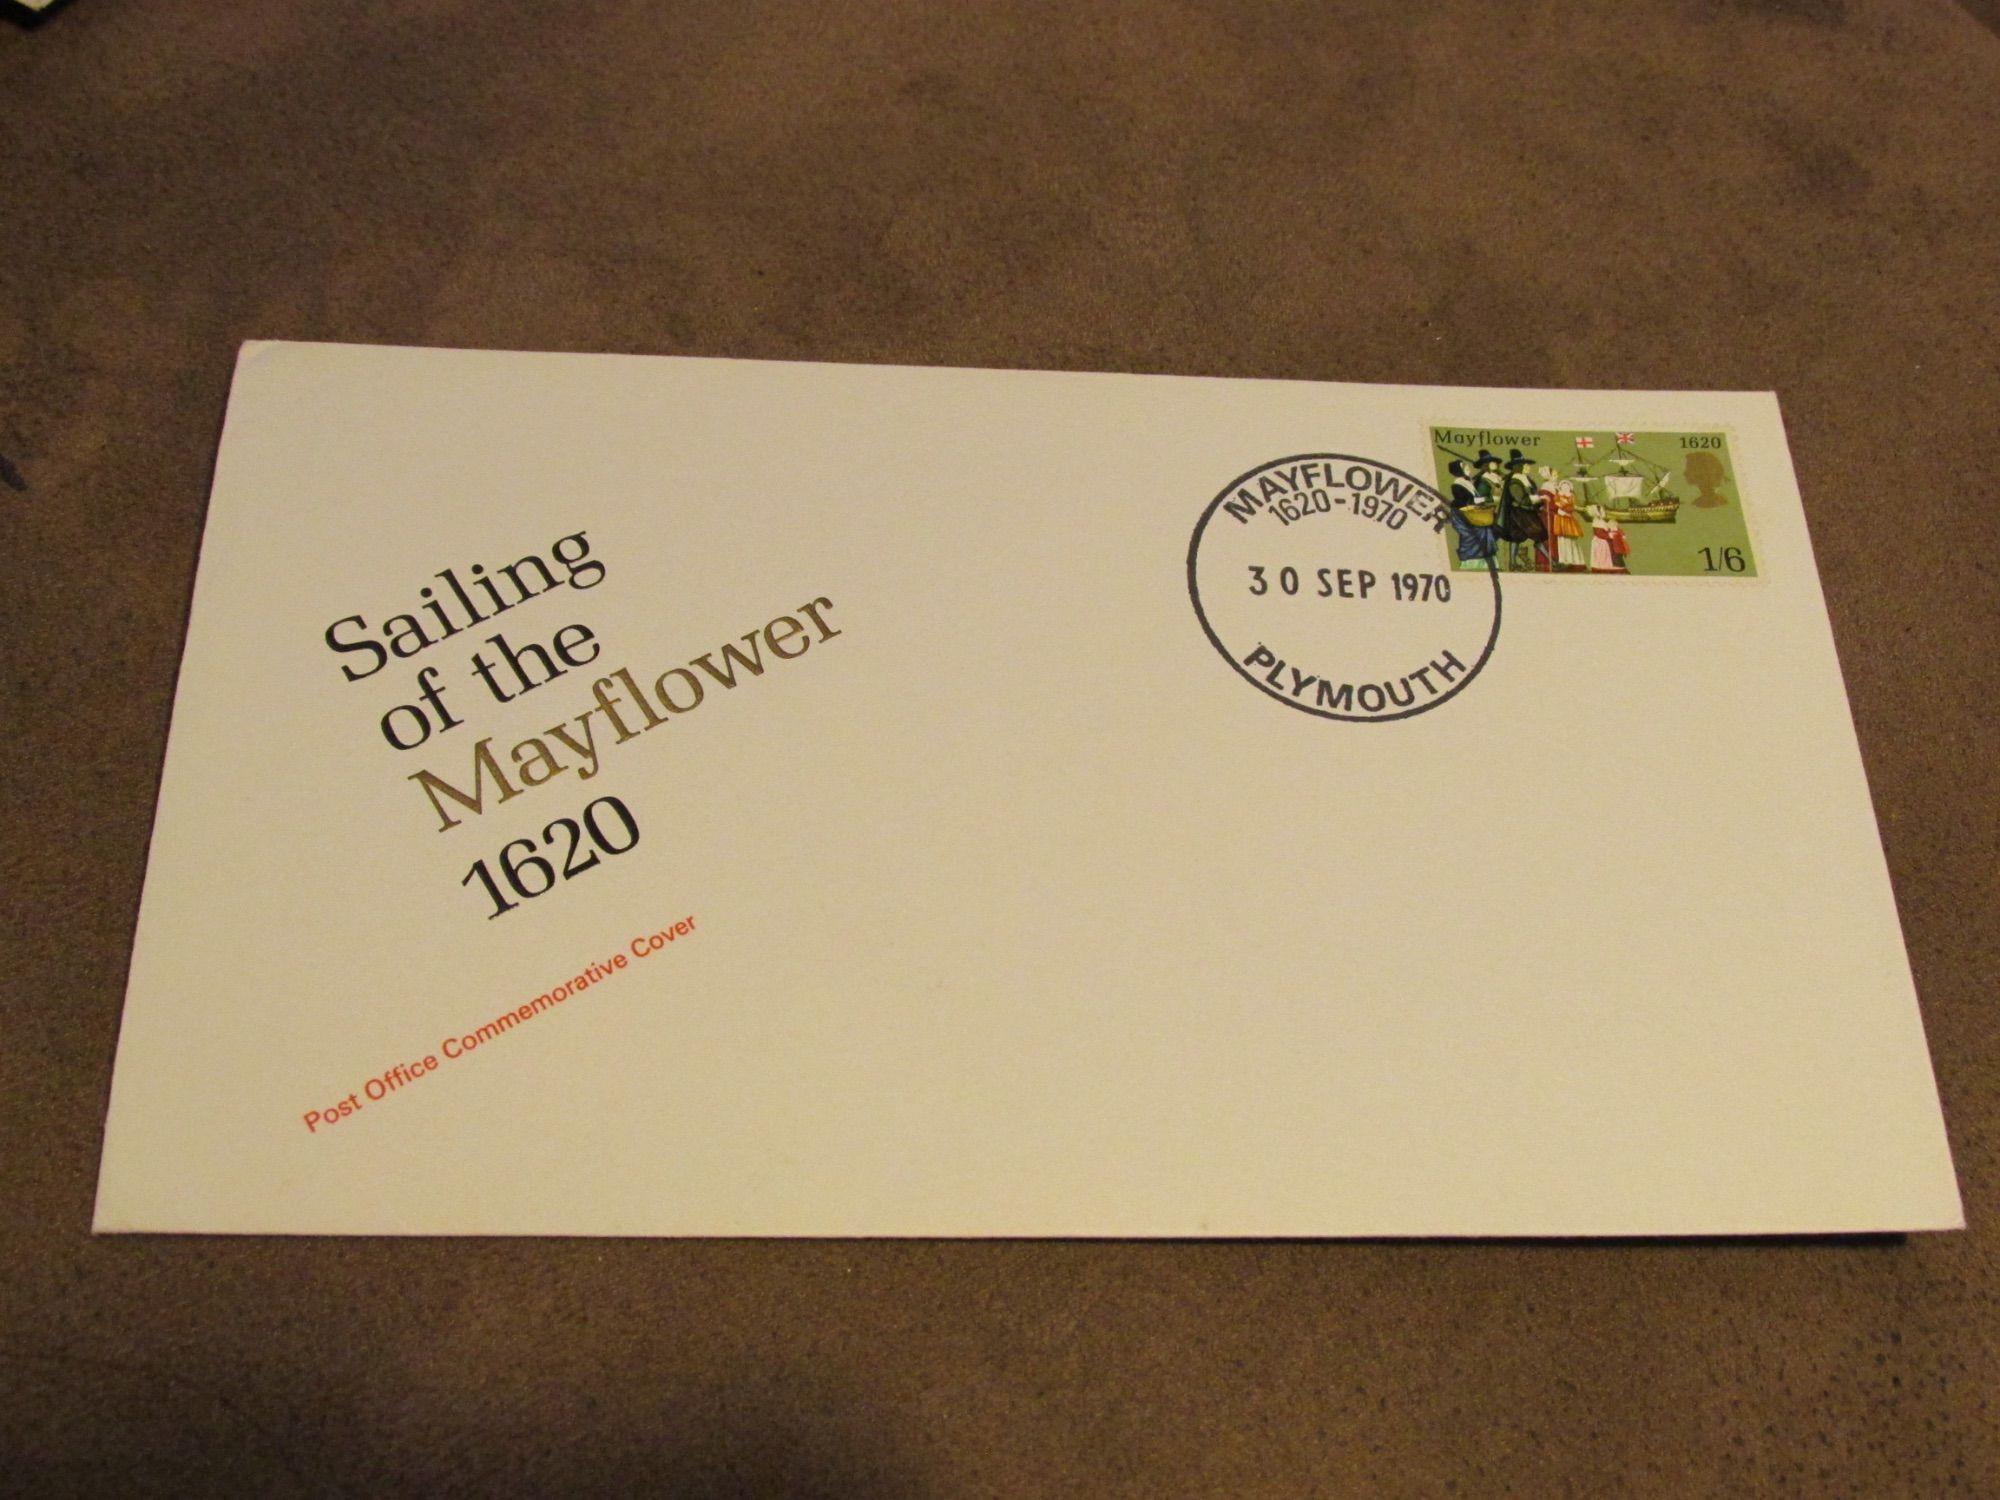 Sailing
of the
Mayflower
1620
Post Office Commemorative Cover
MAYFLOWER
1620-1970
30 SEP 1970
PLYMOUTH
Mayflower 1620
1/6